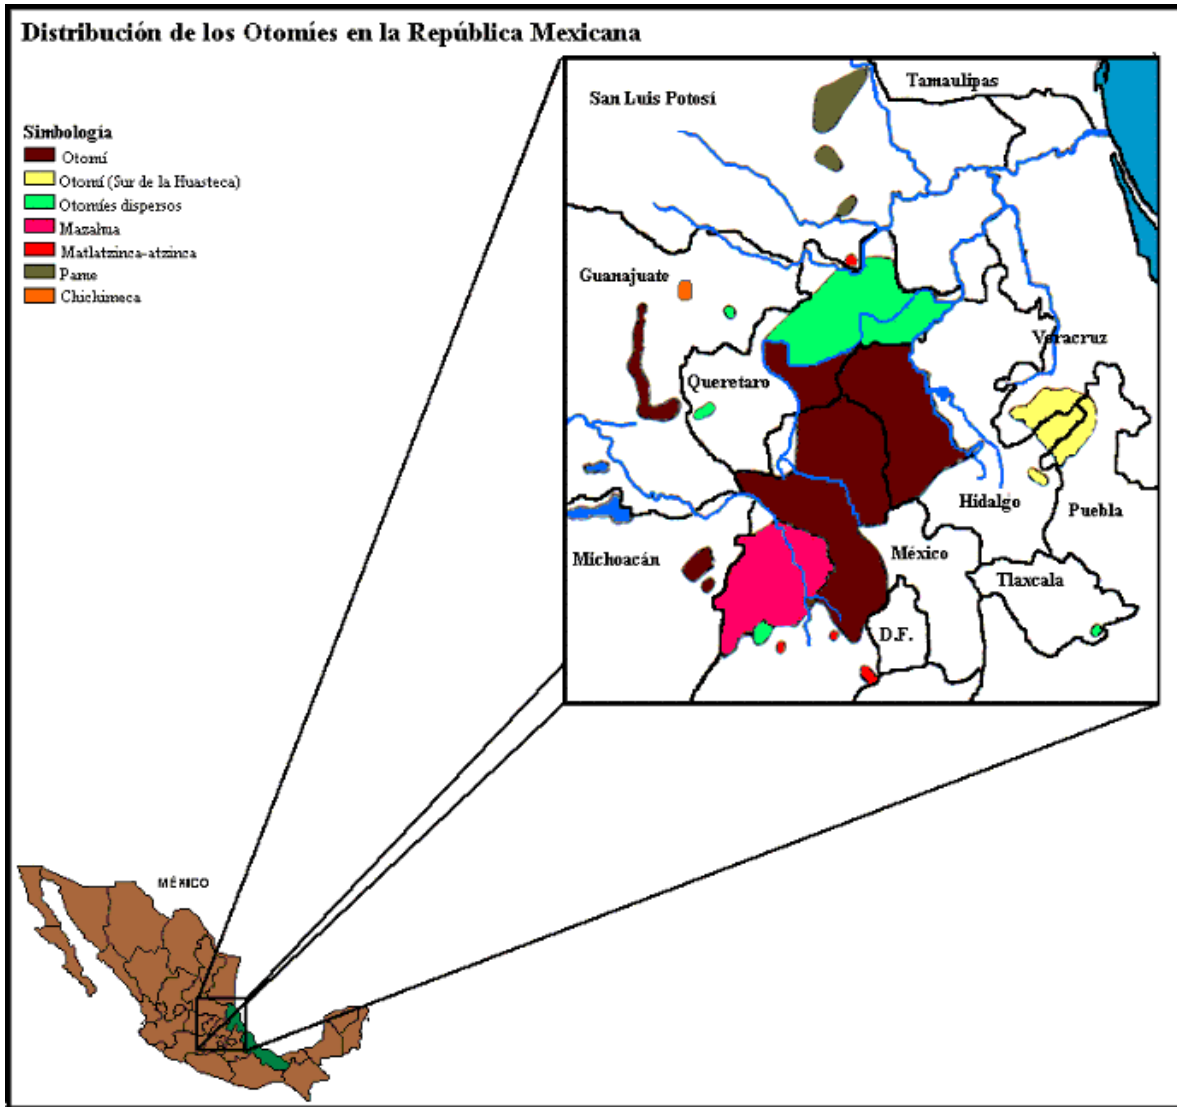 Distribución de los Otomíes en la República Mexicana
Simbología
Otomí
Otomí (Sur de la Huasteca)
Otomíes dispersos
Mazahua
Matlatzinca-atzinca
Pame
Chichimeca
Tamaulipas
San Luis Potosí
Guanajuate
Veracruz
Queretaro
Hidalgo
Puebla
Michoacán
México
Tlaxcala
D.F.
MÉXICO